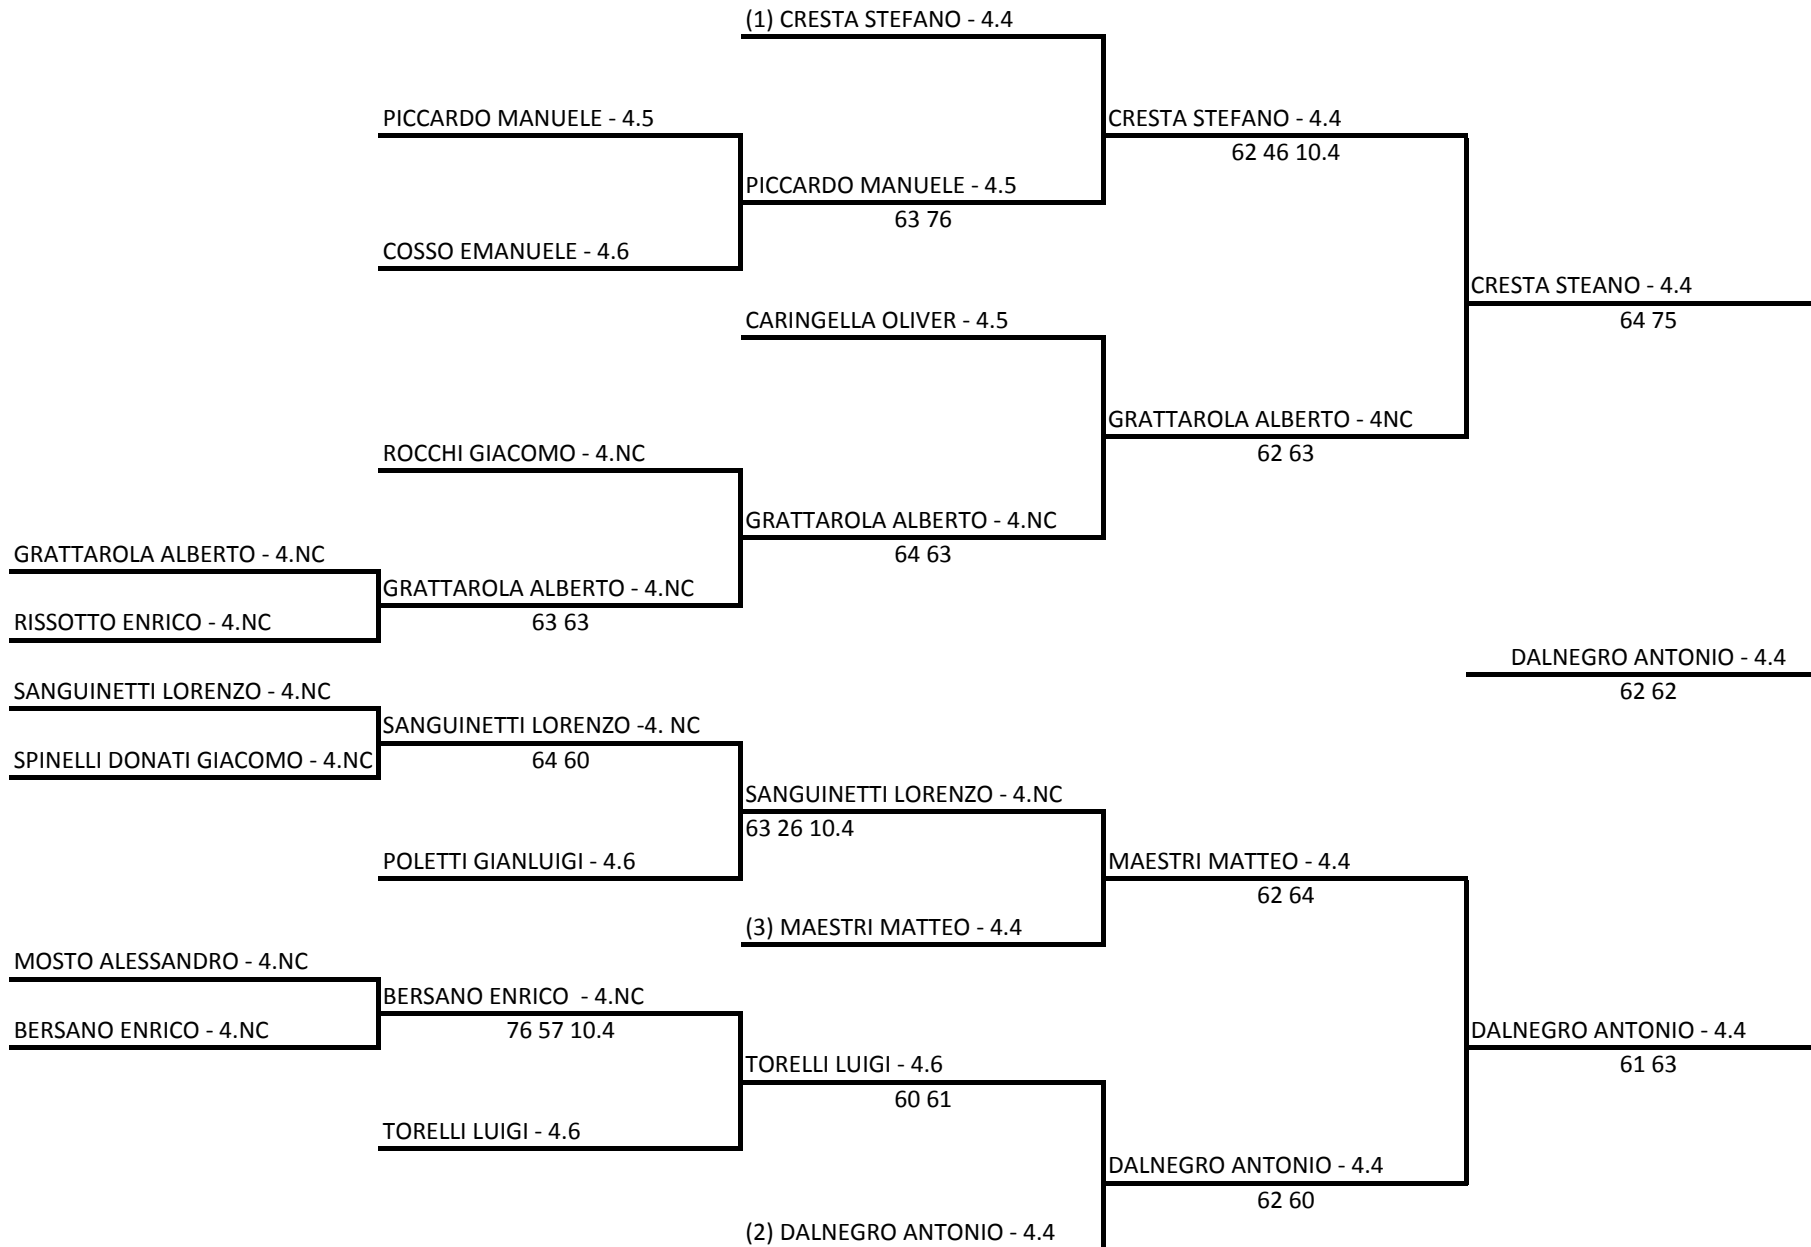 (1) CRESTA STEFANO - 4.4
PICCARDO MANUELE - 4.5
CRESTA STEFANO - 4.4
62 46 10.4
PICCARDO MANUELE - 4.5
63 76
COSSO EMANUELE - 4.6
CRESTA STEANO - 4.4
64 75
CARINGELLA OLIVER - 4.5
GRATTAROLA ALBERTO - 4NC
62 63
ROCCHI GIACOMO - 4.NC
GRATTAROLA ALBERTO - 4.NC
64 63
GRATTAROLA ALBERTO - 4.NC
GRATTAROLA ALBERTO - 4.NC
63 63
RISSOTTO ENRICO - 4.NC
DALNEGRO ANTONIO - 4.4
62 62
SANGUINETTI LORENZO - 4.NC
SANGUINETTI LORENZO -4. NC
64 60
SPINELLI DONATI GIACOMO - 4.NC
SANGUINETTI LORENZO - 4.NC
63 26 10.4
POLETTI GIANLUIGI - 4.6
MAESTRI MATTEO - 4.4
62 64
(3) MAESTRI MATTEO - 4.4
MOSTO ALESSANDRO - 4.NC
BERSANO ENRICO  - 4.NC
76 57 10.4
BERSANO ENRICO - 4.NC
DALNEGRO ANTONIO - 4.4
61 63
TORELLI LUIGI - 4.6
60 61
TORELLI LUIGI - 4.6
DALNEGRO ANTONIO - 4.4
62 60
(2) DALNEGRO ANTONIO - 4.4